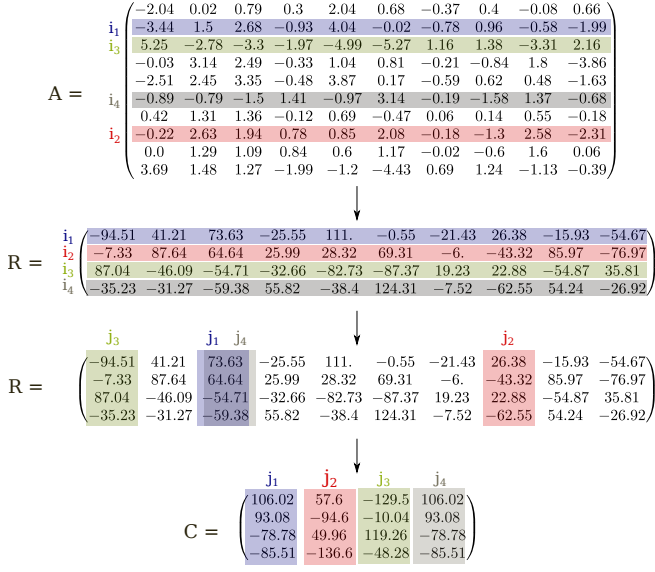 −2.04 0.02 0.79 0.3 2.04 0.68 −0.37 0.4 −0.08 0.66
i₁ −3.44 1.5 2.68 −0.93 4.04 −0.02 −0.78 0.96 −0.58 −1.99
i₃ 5.25 −2.78 −3.3 −1.97 −4.99 −5.27 1.16 1.38 −3.31 2.16
−0.03 3.14 2.49 −0.33 1.04 0.81 −0.21 −0.84 1.8 −3.86
A = −2.51 2.45 3.35 −0.48 3.87 0.17 −0.59 0.62 0.48 −1.63
i₄ −0.89 −0.79 −1.5 1.41 −0.97 3.14 −0.19 −1.58 1.37 −0.68
0.42 1.31 1.36 −0.12 0.69 −0.47 0.06 0.14 0.55 −0.18
i₂ −0.22 2.63 1.94 0.78 0.85 2.08 −0.18 −1.3 2.58 −2.31
0.0 1.29 1.09 0.84 0.6 1.17 −0.02 −0.6 1.6 0.06
3.69 1.48 1.27 −1.99 −1.2 −4.43 0.69 1.24 −1.13 −0.39
i₁ −94.51 41.21 73.63 −25.55 111. −0.55 −21.43 26.38 −15.93 −54.67
R = i₂ −7.33 87.64 64.64 25.99 28.32 69.31 −6. −43.32 85.97 −76.97
i₃ 87.04 −46.09 −54.71 −32.66 −82.73 −87.37 19.23 22.88 −54.87 35.81
i₄ −35.23 −31.27 −59.38 55.82 −38.4 124.31 −7.52 −62.55 54.24 −26.92
j₃ j₁ j₄ j₂
−94.51 41.21 73.63 −25.55 111. −0.55 −21.43 26.38 −15.93 −54.67
R = −7.33 87.64 64.64 25.99 28.32 69.31 −6. −43.32 85.97 −76.97
87.04 −46.09 −54.71 −32.66 −82.73 −87.37 19.23 22.88 −54.87 35.81
−35.23 −31.27 −59.38 55.82 −38.4 124.31 −7.52 −62.55 54.24 −26.92
j₁ j₂ j₃ j₄
106.02 57.6 −129.5 106.02
93.08 −94.6 −10.04 93.08
C = −78.78 49.96 119.26 −78.78
−85.51 −136.6 −48.28 −85.51